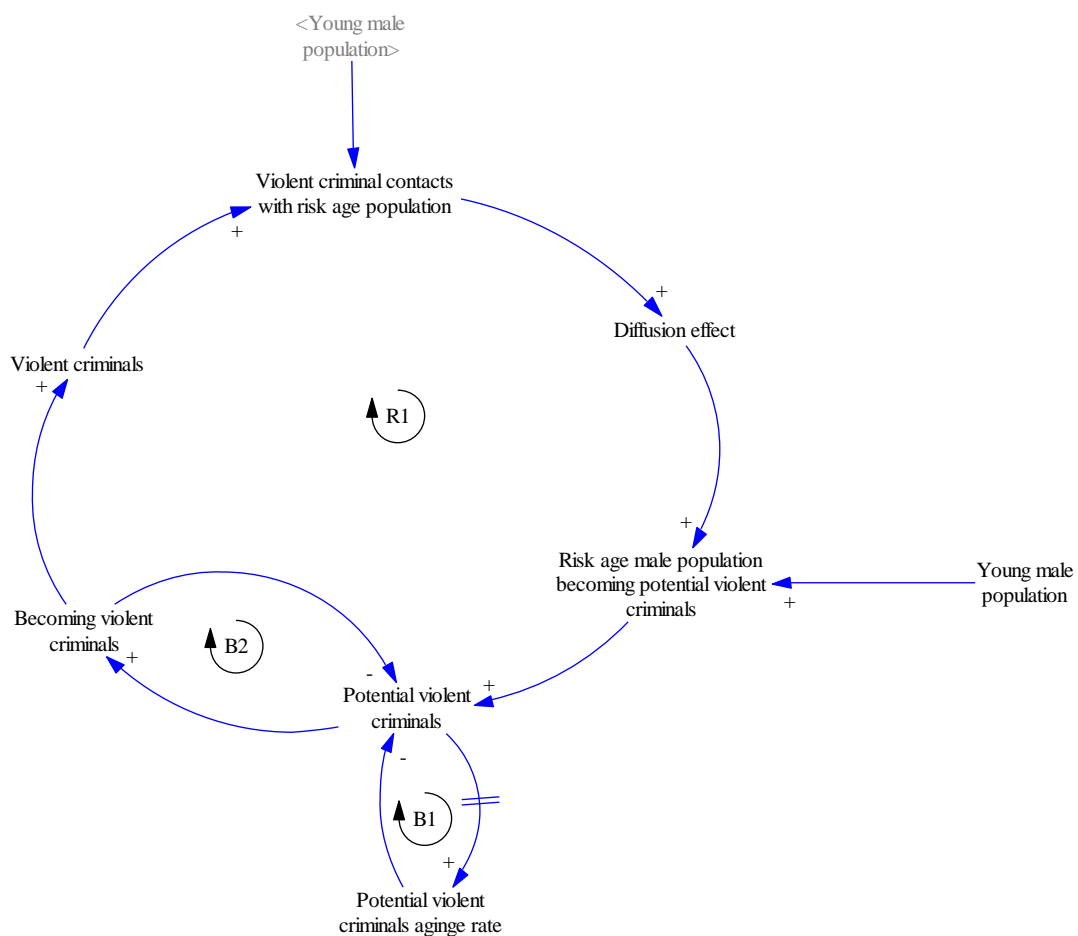 <Young male
population>
Violent criminal contacts
with risk age population
+
+
Diffusion effect
Violent criminals
+
R1
+
Risk age male population
becoming potential violent
criminals
Young male
population
+
Becoming violent
criminals
+
B2
-
+
Potential violent
criminals
-
B1
+
Potential violent
criminals aginge rate